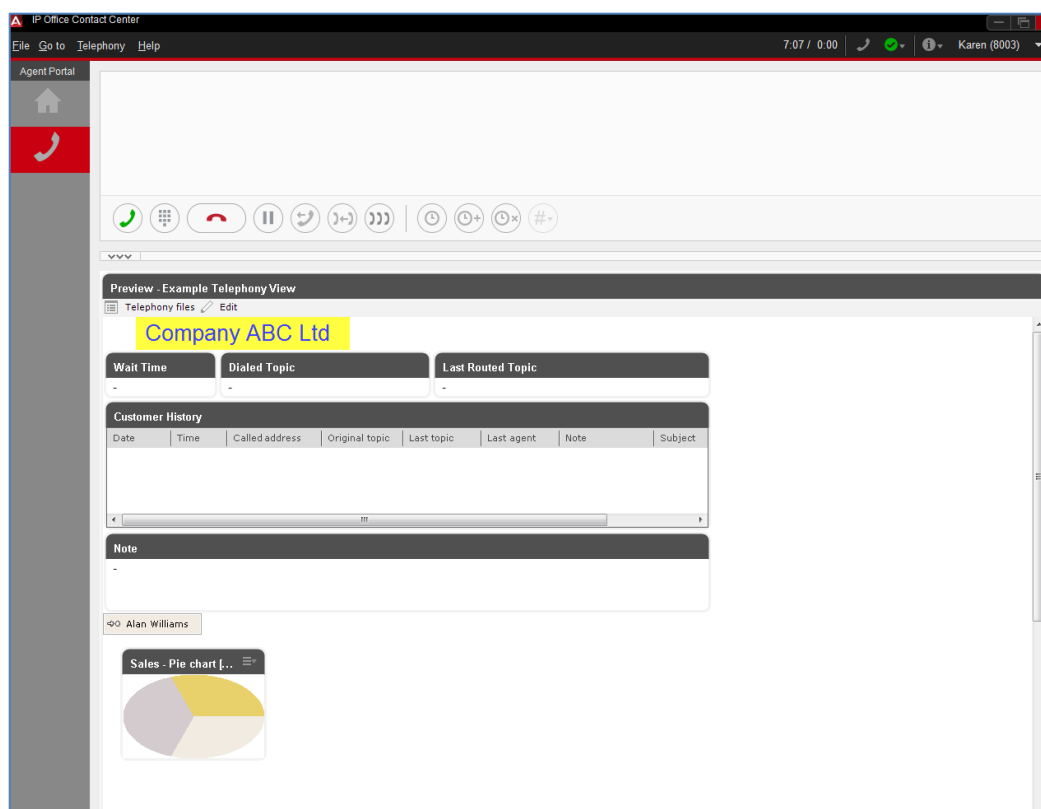 IP Office Contact Center
File Go to Telephony Help 7:07 / 0:00 Karen (8003)
Agent Portal
Preview - Example Telephony View
Telephony files Edit
Company ABC Ltd
Wait Time Dialed Topic Last Routed Topic
- - -
Customer History
Date Time Called address Original topic Last topic Last agent Note Subject
Note
-
Alan Williams
Sales - Pie chart [...